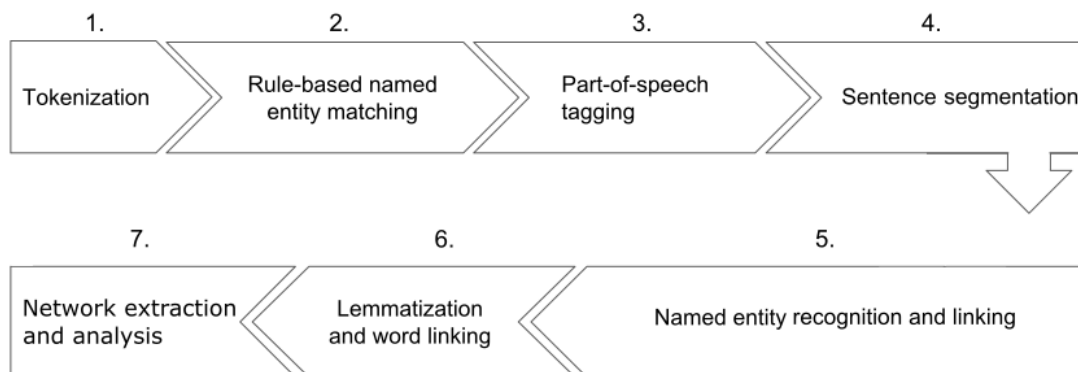 1.
Tokenization
2.
Rule-based named
entity matching
3.
Part-of-speech
tagging
4.
Sentence segmentation
5.
Named entity recognition and linking
6.
Lemmatization
and word linking
7.
Network extraction
and analysis